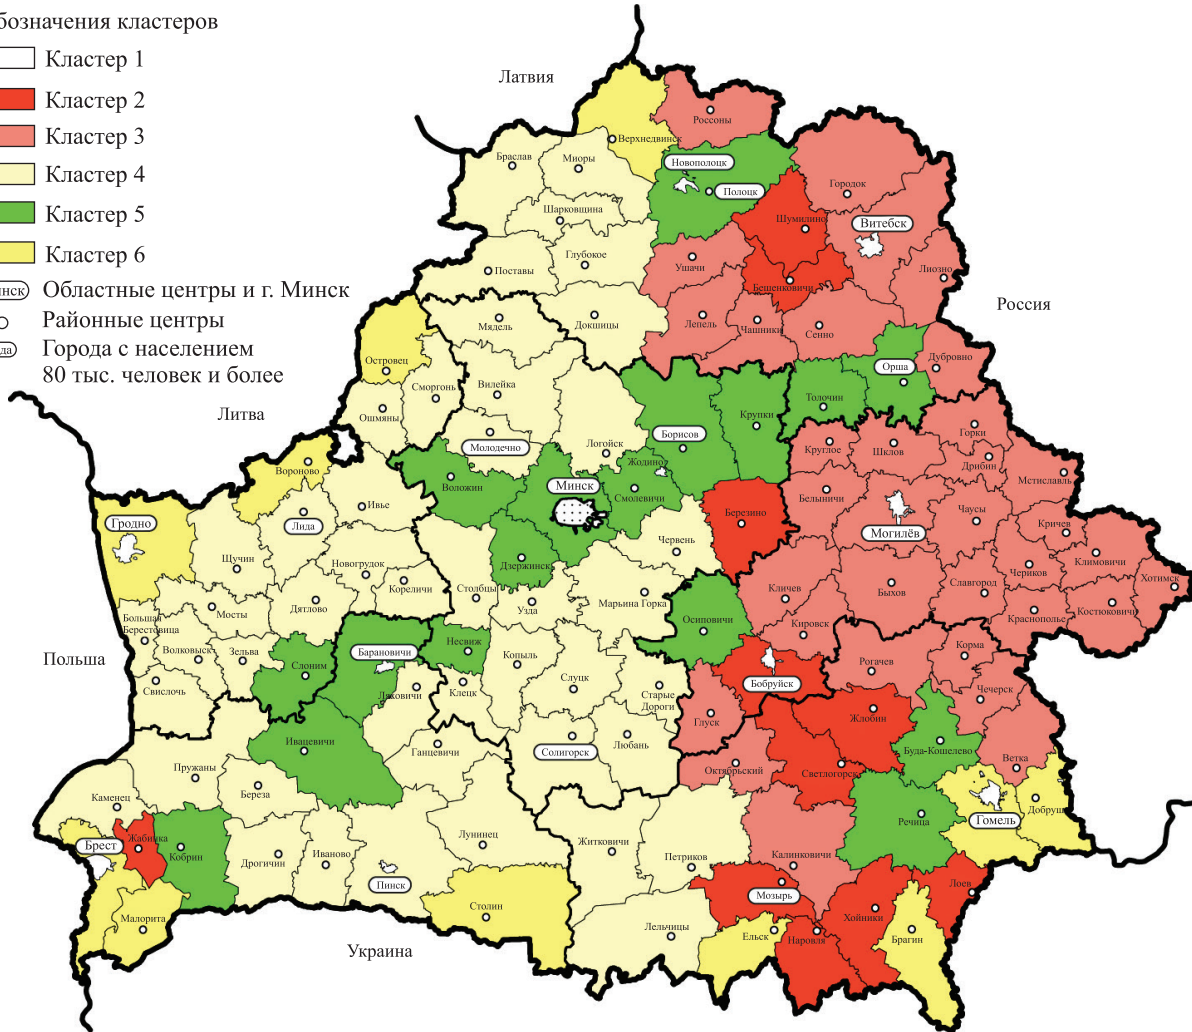 бозначения кластеров
Кластер 1
Кластер 2
Кластер 3
Кластер 4
Кластер 5
Кластер 6
инск Областные центры и г. Минск
Районные центры
да Города с населением
80 тыс. человек и более
Латвия
Россия
Литва
Польша
Украина
Верхнедвинск
Россоны
Браслав
Миоры
Новополоцк
Полоцк
Городок
Шарковщина
Шумилино
Витебск
Поставы
Глубокое
Ушачи
Бешенковичи
Лиозно
Мядель
Докшицы
Лепель
Чашники
Сенно
Островец
Сморгонь
Вилейка
Орша
Дубровно
Ошмяны
Толочин
Крупки
Молодечно
Логойск
Борисов
Круглое
Шклов
Горки
Дрибин
Мстиславль
Вороново
Воложин
Жодино
Минск
Смолевичи
Белыничи
Гродно
Лида
Ивье
Березино
Могилёв
Чаусы
Кричев
Щучин
Новогрудок
Дзержинск
Червень
Чериков
Климовичи
Хотимск
Кореличи
Столбцы
Узда
Марьина Горка
Кличев
Быхов
Славгород
Костюковичи
Краснополье
Большая
Берестовица
Мосты
Дятлово
Осиповичи
Кировск
Волковыск
Зельва
Слоним
Барановичи
Несвиж
Копыль
Свислочь
Ляховичи
Клецк
Слуцк
Старые
Дороги
Бобруйск
Рогачев
Корма
Чечерск
Глуск
Жлобин
Ивацевичи
Ганцевичи
Солигорск
Любань
Буда-Кошелево
Ветка
Пружаны
Октябрьский
Светлогорск
Каменец
Береза
Гомель
Добруш
Речица
Брест
Жабинка
Кобрин
Дрогичин
Иваново
Лунинец
Житковичи
Петриков
Калинковичи
Пинск
Мозырь
Лоев
Малорита
Столин
Лельчицы
Ельск
Наровля
Хойники
Брагин